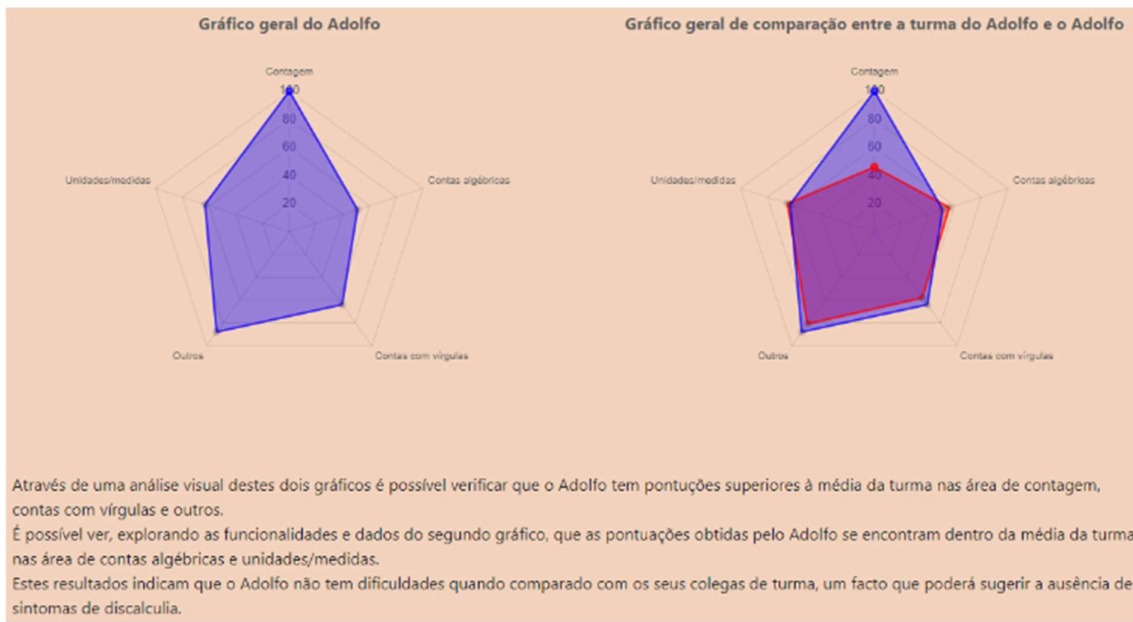 Gráfico geral do Adolfo
Contagem
100
80
60
40
20
Unidades/medidas
Contas algébricas
Outros
Contas com vírgulas
Gráfico geral de comparação entre a turma do Adolfo e o Adolfo
Contagem
100
80
60
40
20
Unidades/medidas
Contas algébricas
Outros
Contas com vírgulas
Através de uma análise visual destes dois gráficos é possível verificar que o Adolfo tem pontuções superiores à média da turma nas área de contagem,
contas com vírgulas e outros.
É possível ver, explorando as funcionalidades e dados do segundo gráfico, que as pontuações obtidas pelo Adolfo se encontram dentro da média da turma
nas área de contas algébricas e unidades/medidas.
Estes resultados indicam que o Adolfo não tem dificuldades quando comparado com os seus colegas de turma, um facto que poderá sugerir a ausência de
sintomas de discalculia.